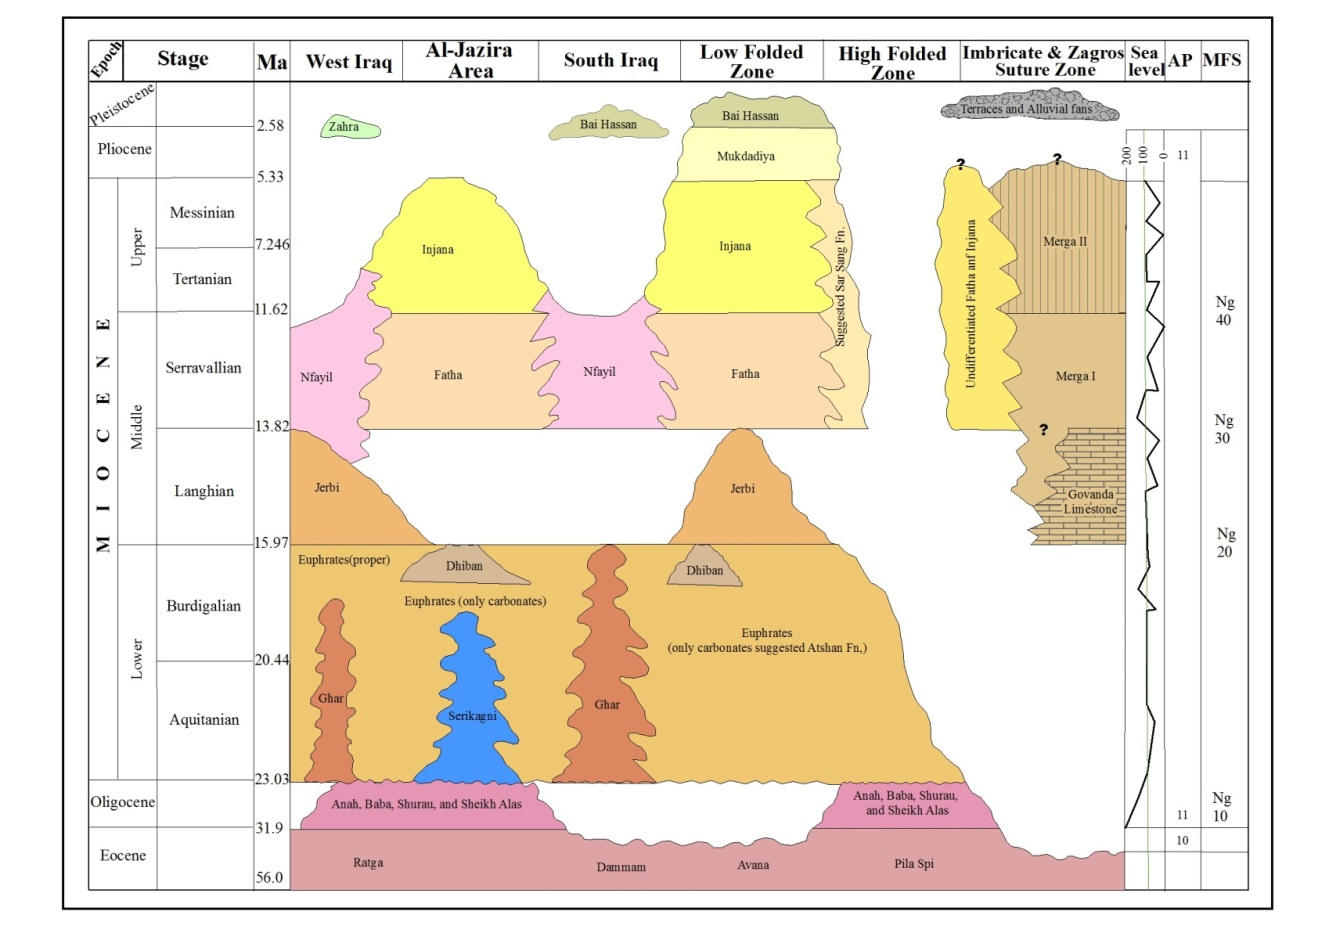 Epoch
Stage
Ma
West Iraq
Al-Jazira
Area
South Iraq
Low Folded
Zone
High Folded
Zone
Imbricate & Zagros
Suture Zone
Sea
level
AP
MFS
Pleistocene
Zahra
Bai Hassan
Bai Hassan
Terraces and Alluvial fans
2.58
Pliocene
Mukdadiya
?
?
200
100
0
11
5.33
MIOCENE
Upper
Messinian
7.246
Injana
Injana
Suggested Sar Sang Fn.
Undifferentiated Fatha anf Injana
Merga II
Tertanian
11.62
Ng
40
Middle
Serravallian
Nfayil
Fatha
Nfayil
Fatha
Merga I
13.82
?
Ng
30
Langhian
Jerbi
Jerbi
Govanda
Limestone
15.97
Ng
20
Lower
Euphrates(proper)
Dhiban
Dhiban
Burdigalian
Euphrates (only carbonates)
Euphrates
(only carbonates suggested Atshan Fn,)
20.44
Aquitanian
Ghar
Serikagni
Ghar
23.03
Oligocene
Anah, Baba, Shurau, and Sheikh Alas
Anah, Baba, Shurau,
and Sheikh Alas
11
Ng
10
31.9
10
Eocene
Ratga
Dammam
Avana
Pila Spi
56.0